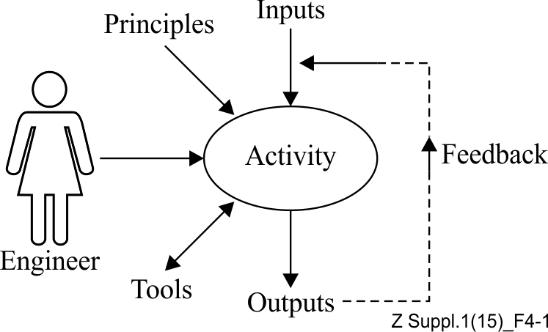 Inputs
Principles
Activity
Feedback
Engineer
Tools
Outputs
Z Suppl.1(15)_F4-1